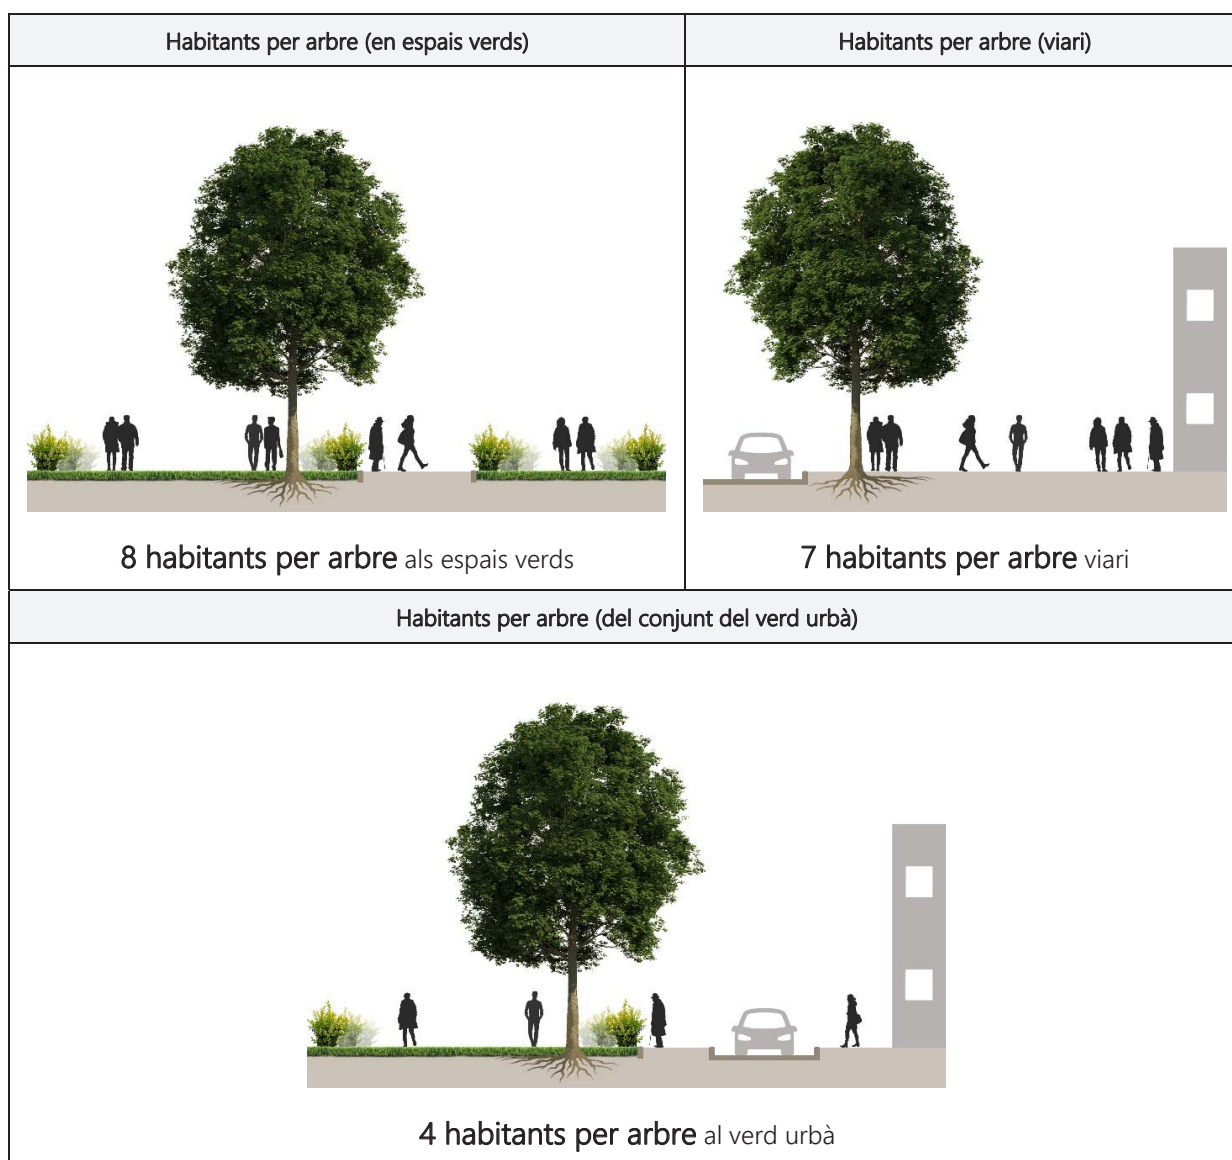 Habitants per arbre (en espais verds)
Habitants per arbre (viari)
8 habitants per arbre als espais verds
7 habitants per arbre viari
Habitants per arbre (del conjunt del verd urbà)
4 habitants per arbre al verd urbà